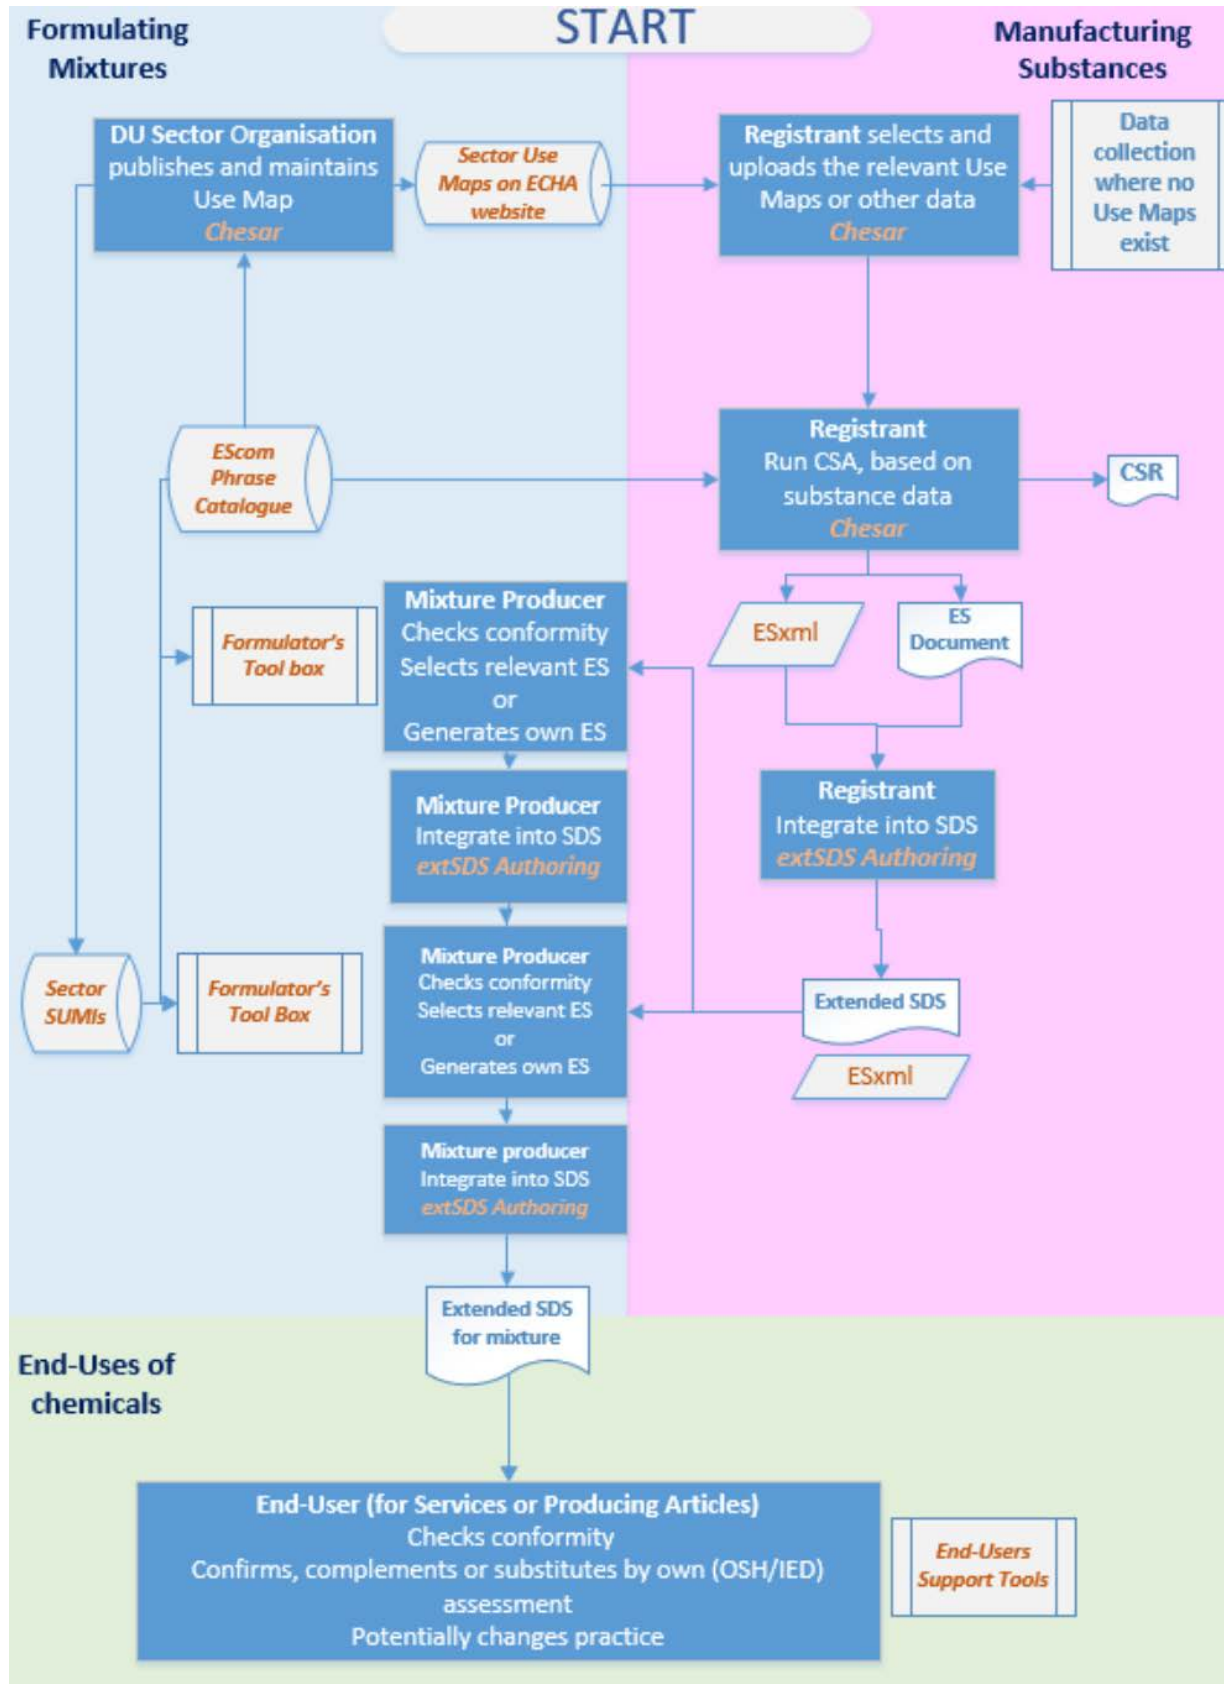 START
Formulating
Mixtures
Manufacturing
Substances
DU Sector Organisation
publishes and maintains
Use Map
Chesar
Sector Use
Maps on ECHA
website
Registrant selects and
uploads the relevant Use
Maps or other data
Chesar
Data
collection
where no
Use Maps
exist
EScom
Phrase
Catalogue
Registrant
Run CSA, based on
substance data
Chesar
CSR
Mixture Producer
Checks conformity
Selects relevant ES
or
Generates own ES
Formulator's
Tool box
ESxml
ES
Document
Mixture Producer
Integrate into SDS
extSDS Authoring
Registrant
Integrate into SDS
extSDS Authoring
Sector
SUMIs
Formulator's
Tool Box
Mixture Producer
Checks conformity
Selects relevant ES
or
Generates own ES
Extended SDS
ESxml
Mixture producer
Integrate into SDS
extSDS Authoring
Extended SDS
for mixture
End-Uses of
chemicals
End-User (for Services or Producing Articles)
Checks conformity
Confirms, complements or substitutes by own (OSH/IED)
assessment
Potentially changes practice
End-Users
Support Tools